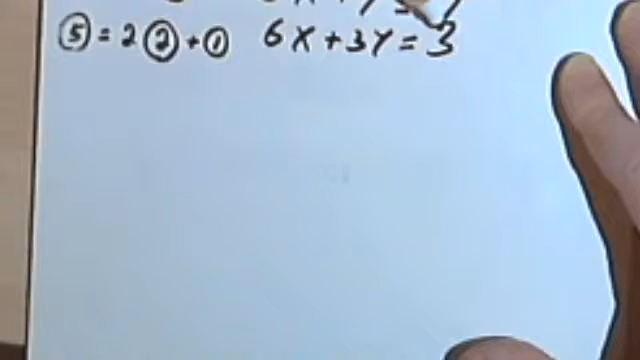 ⑤ = 2 ② + ① 6X + 3Y = 3